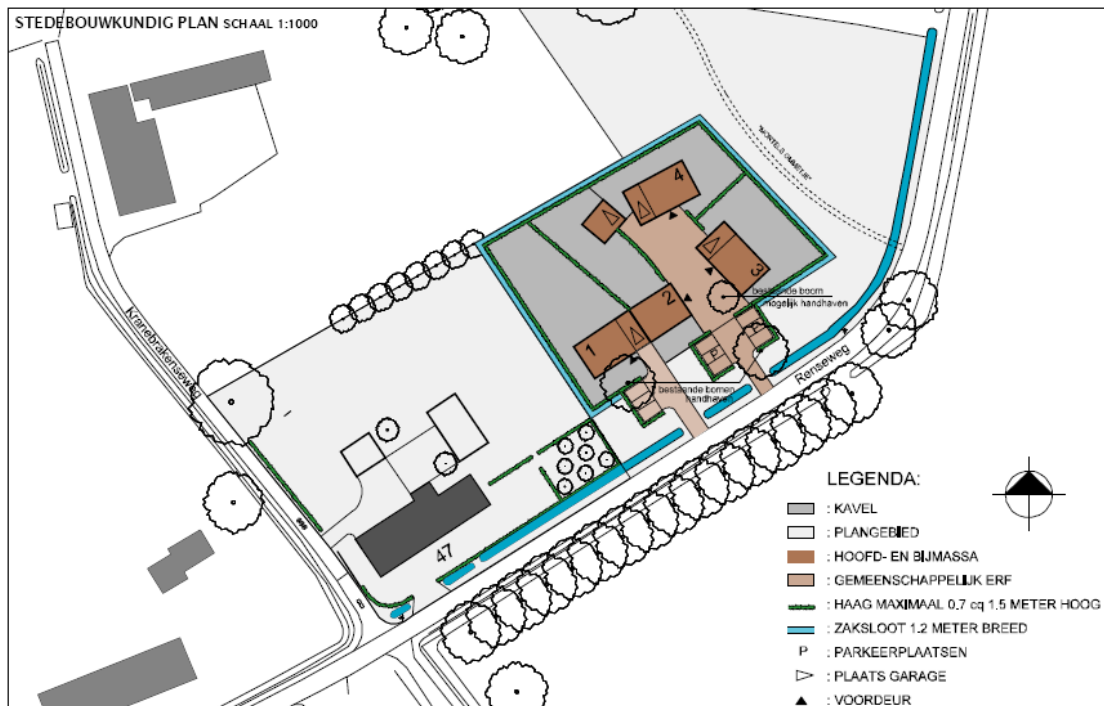 STEDEBOUWKUNDIG PLAN SCHAAL 1:1000
4
3
2
1
bestaande boom
mogelijk handhaven
bestaande bomen
handhaven
P
P
Kranebrakenseweg
Renseweg
47
LEGENDA:
: KAVEL
: PLANGEBIED
: HOOFD- EN BIJMASSA
: GEMEENSCHAPPELIJK ERF
: HAAG MAXIMAAL 0.7 cq 1.5 METER HOOG
: ZAKSLOOT 1.2 METER BREED
P : PARKEERPLAATSEN
: PLAATS GARAGE
: VOORDEUR